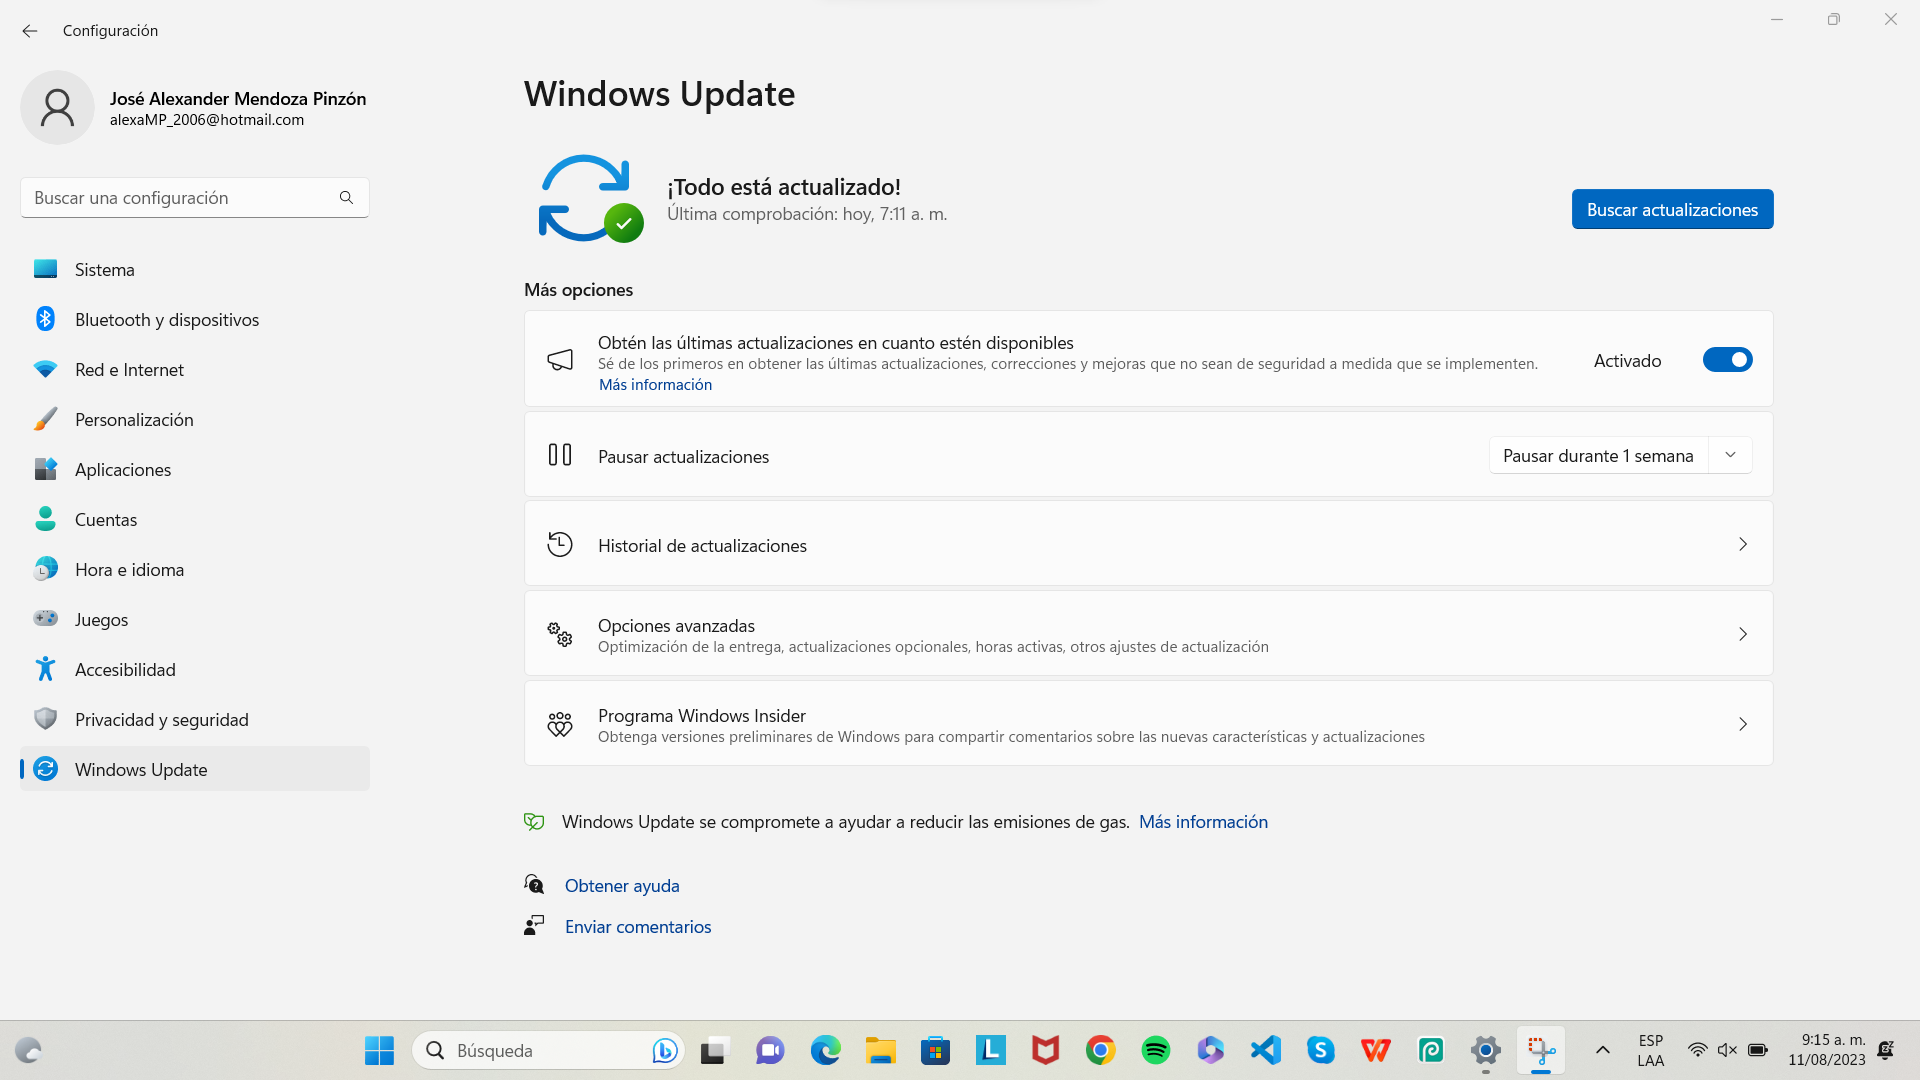 Configuración
José Alexander Mendoza Pinzón
alexaMP_2006@hotmail.com
Buscar una configuración
Sistema
Bluetooth y dispositivos
Red e Internet
Personalización
Aplicaciones
Cuentas
Hora e idioma
Juegos
Accesibilidad
Privacidad y seguridad
Windows Update
Windows Update
¡Todo está actualizado!
Última comprobación: hoy, 7:11 a. m.
Buscar actualizaciones
Más opciones
Obtén las últimas actualizaciones en cuanto estén disponibles
Sé de los primeros en obtener las últimas actualizaciones, correcciones y mejoras que no sean de seguridad a medida que se implementen.
Más información
Activado
Pausar actualizaciones
Pausar durante 1 semana
Historial de actualizaciones
Opciones avanzadas
Optimización de la entrega, actualizaciones opcionales, horas activas, otros ajustes de actualización
Programa Windows Insider
Obtenga versiones preliminares de Windows para compartir comentarios sobre las nuevas características y actualizaciones
Windows Update se compromete a ayudar a reducir las emisiones de gas. Más información
Obtener ayuda
Enviar comentarios
Búsqueda
ESP
LAA
9:15 a. m.
11/08/2023